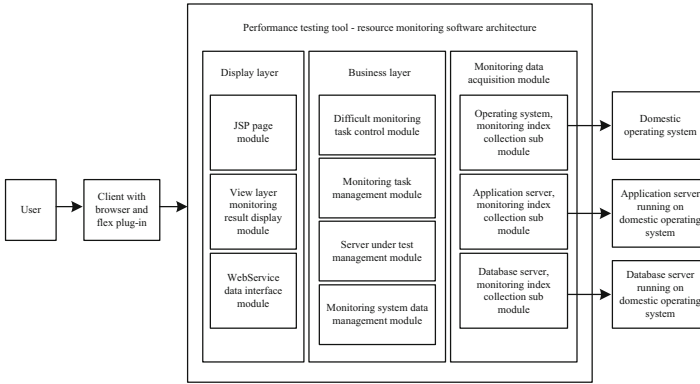 Performance testing tool - resource monitoring software architecture
Display layer
JSP page
module
View layer
monitoring
result display
module
WebService
data interface
module
Business layer
Difficult monitoring
task control module
Monitoring task
management module
Server under test
management module
Monitoring system data
management module
Monitoring data
acquisition module
Operating system,
monitoring index
collection sub
module
Application server,
monitoring index
collection sub
module
Database server,
monitoring index
collection sub
module
User
Client with
browser and
flex plug-in
Domestic
operating system
Application server
running on
domestic operating
system
Database server
running on
domestic operating
system